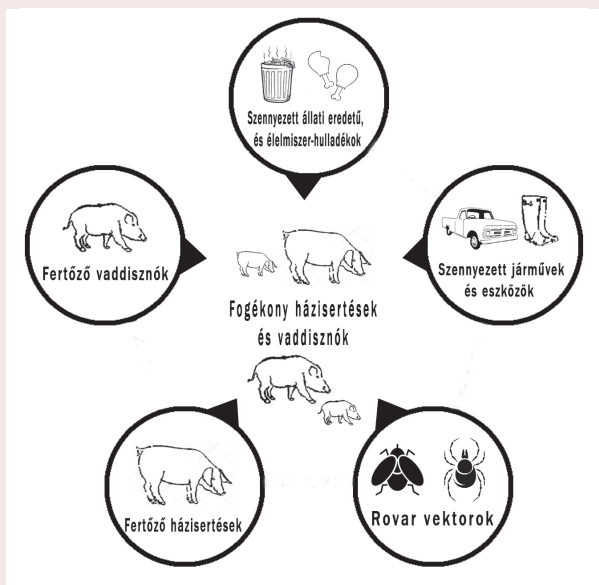 Szennyezett állati eredetű,
és élelmiszer-hulladékok
Fertőző vaddisznók
Szennyezett járművek
és eszközök
Fogékony házisertések
és vaddisznók
Fertőző házisertések
Rovar vektorok